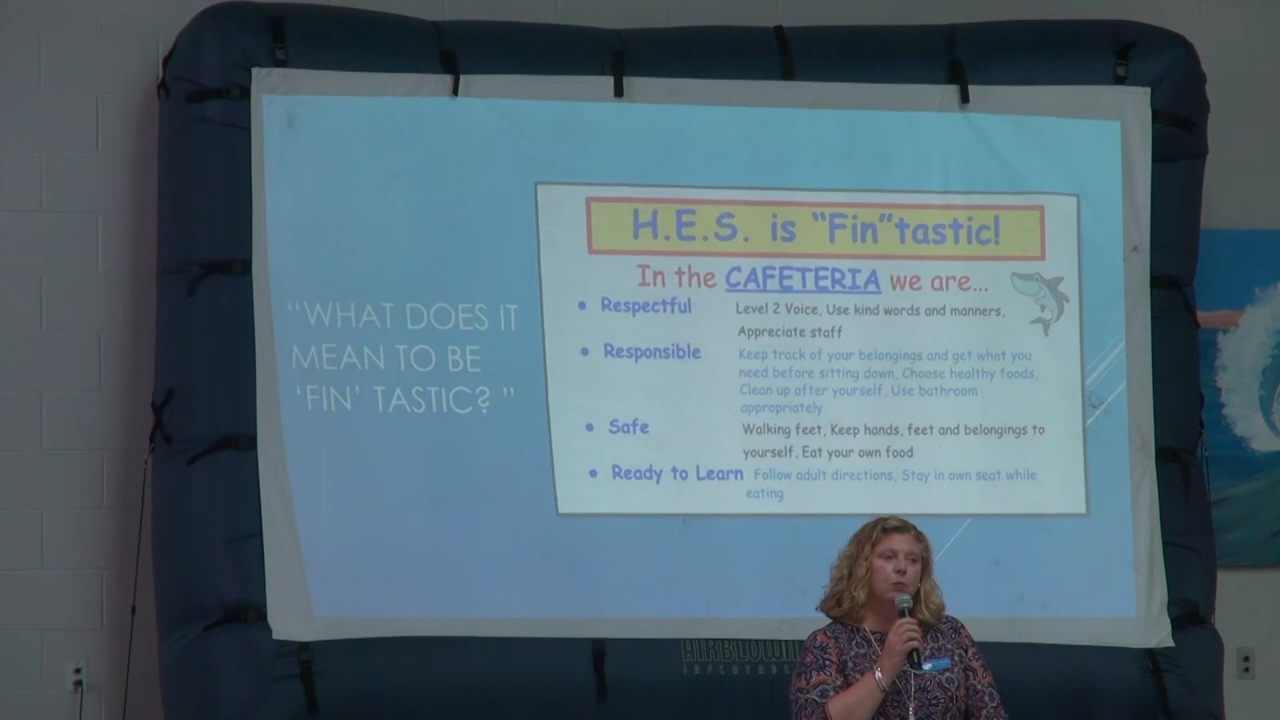 “WHAT DOES IT
MEAN TO BE
‘FIN’ TASTIC? ”
H.E.S. is “Fin”tastic!
In the CAFETERIA we are...
• Respectful Level 2 Voice, Use kind words and manners,
Appreciate staff
• Responsible Keep track of your belongings and get what you
need before sitting down, Choose healthy foods,
Clean up after yourself, Use bathroom
appropriately
• Safe Walking feet, Keep hands, feet and belongings to
yourself, Eat your own food
• Ready to Learn Follow adult directions, Stay in own seat while
eating
AIRBLOWN